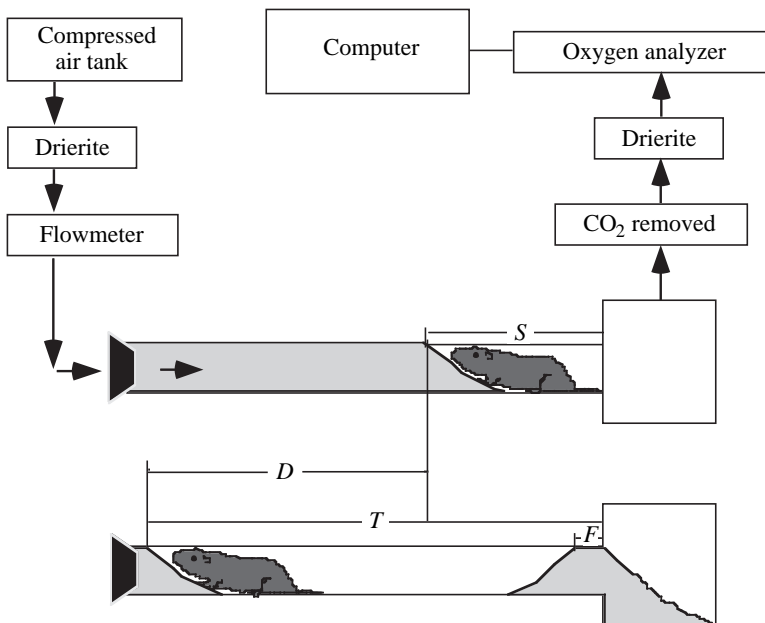 Compressed
air tank
Computer
Oxygen analyzer
Drierite
Drierite
Flowmeter
CO₂ removed
S
D
T
F